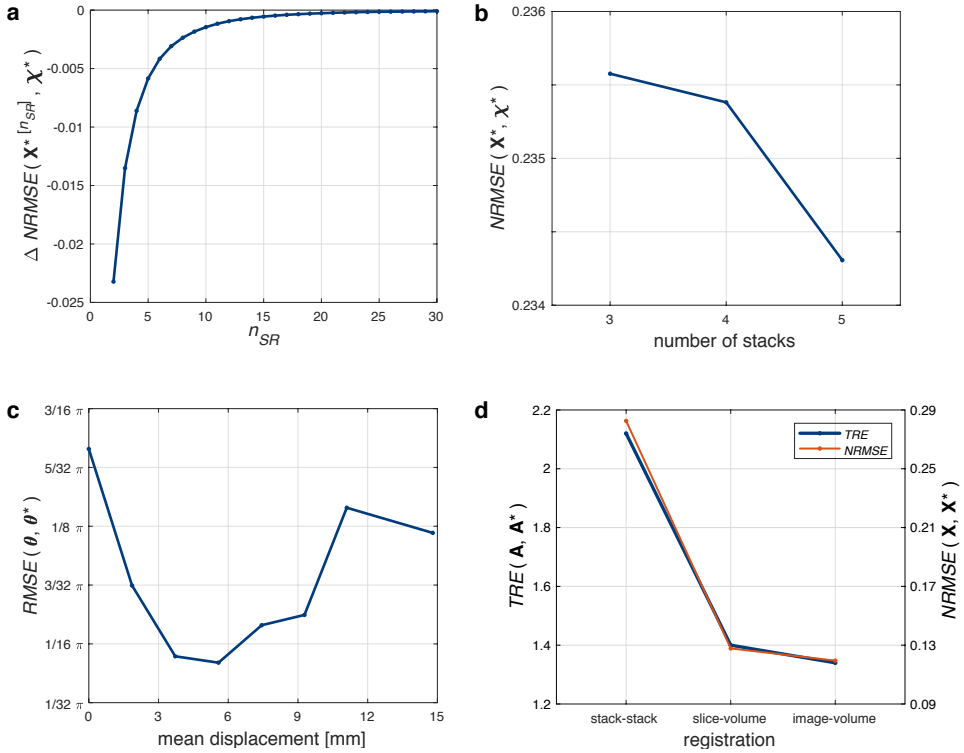 a
0
-0.005
-0.01
-0.015
-0.02
-0.025
0 5 10 15 20 25 30
n_SR
Δ NRMSE ( X* [n_SR] , χ* )
b
0.236
0.235
0.234
3 4 5
number of stacks
NRMSE ( X*, χ* )
c
3/16 π
5/32 π
1/8 π
3/32 π
1/16 π
1/32 π
0 3 6 9 12 15
mean displacement [mm]
RMSE ( θ, θ* )
d
2.2
2
1.8
1.6
1.4
1.2
0.29
0.25
0.21
0.17
0.13
0.09
TRE
NRMSE
stack-stack slice-volume image-volume
registration
TRE ( A, A* )
NRMSE ( X, X* )